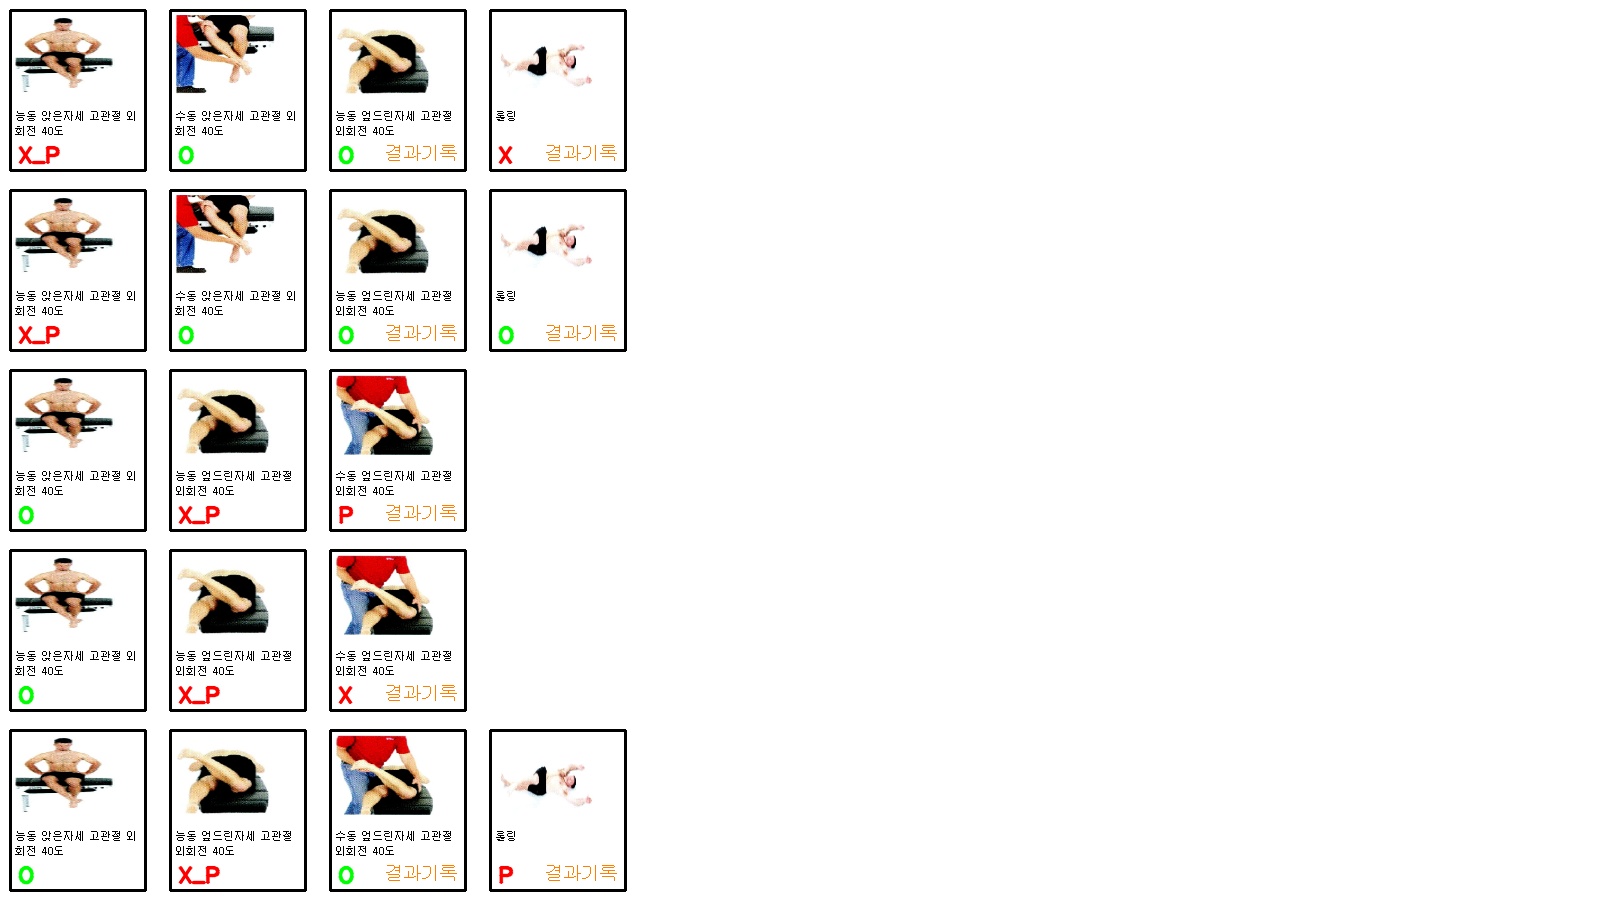 능동 앉은자세 고관절 외
회전 40도
X_P
수동 앉은자세 고관절 외
회전 40도
O
능동 엎드린자세 고관절
외회전 40도
O 결과기록
롤링
X 결과기록
능동 앉은자세 고관절 외
회전 40도
X_P
수동 앉은자세 고관절 외
회전 40도
O
능동 엎드린자세 고관절
외회전 40도
O 결과기록
롤링
O 결과기록
능동 앉은자세 고관절 외
회전 40도
O
능동 엎드린자세 고관절
외회전 40도
X_P
수동 엎드린자세 고관절
외회전 40도
P 결과기록
능동 앉은자세 고관절 외
회전 40도
O
능동 엎드린자세 고관절
외회전 40도
X_P
수동 엎드린자세 고관절
외회전 40도
X 결과기록
능동 앉은자세 고관절 외
회전 40도
O
능동 엎드린자세 고관절
외회전 40도
X_P
수동 엎드린자세 고관절
외회전 40도
O 결과기록
롤링
P 결과기록